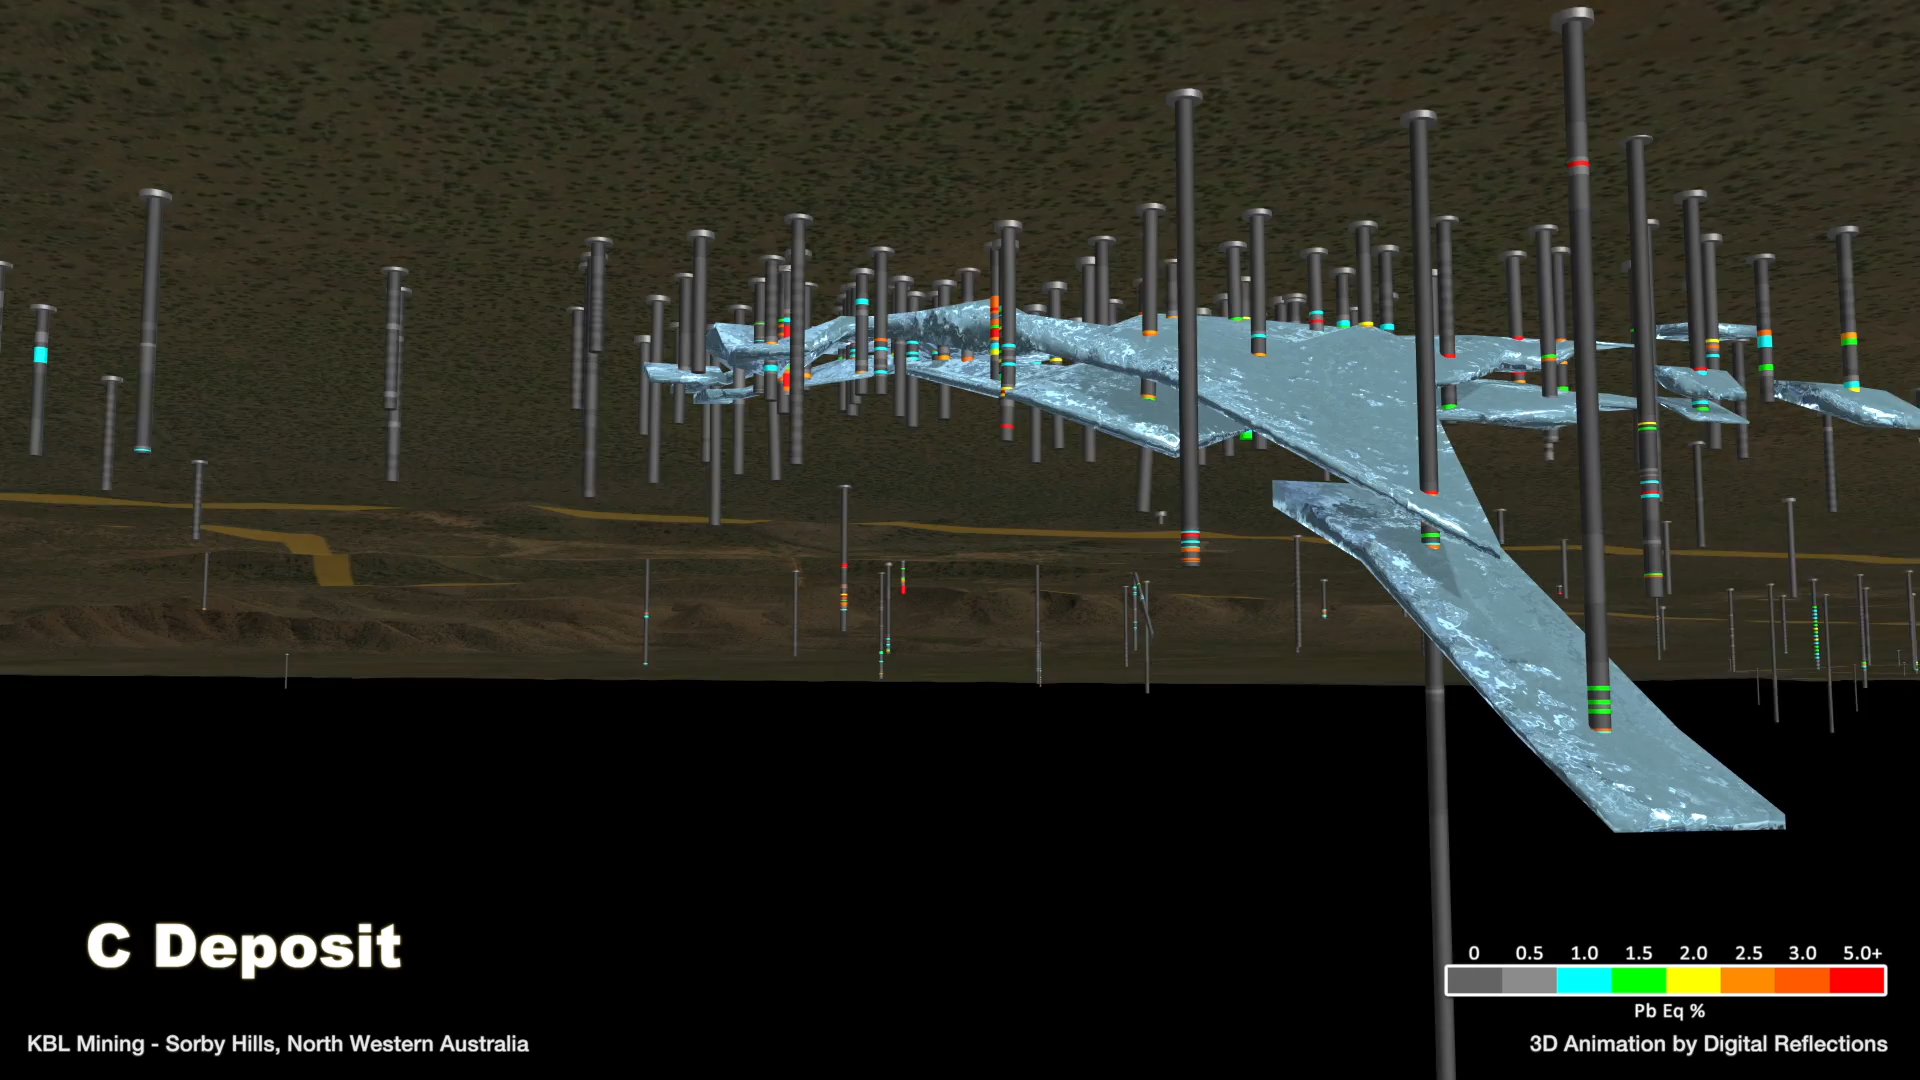 C Deposit
0 0.5 1.0 1.5 2.0 2.5 3.0 5.0+
Pb Eq %
KBL Mining - Sorby Hills, North Western Australia
3D Animation by Digital Reflections